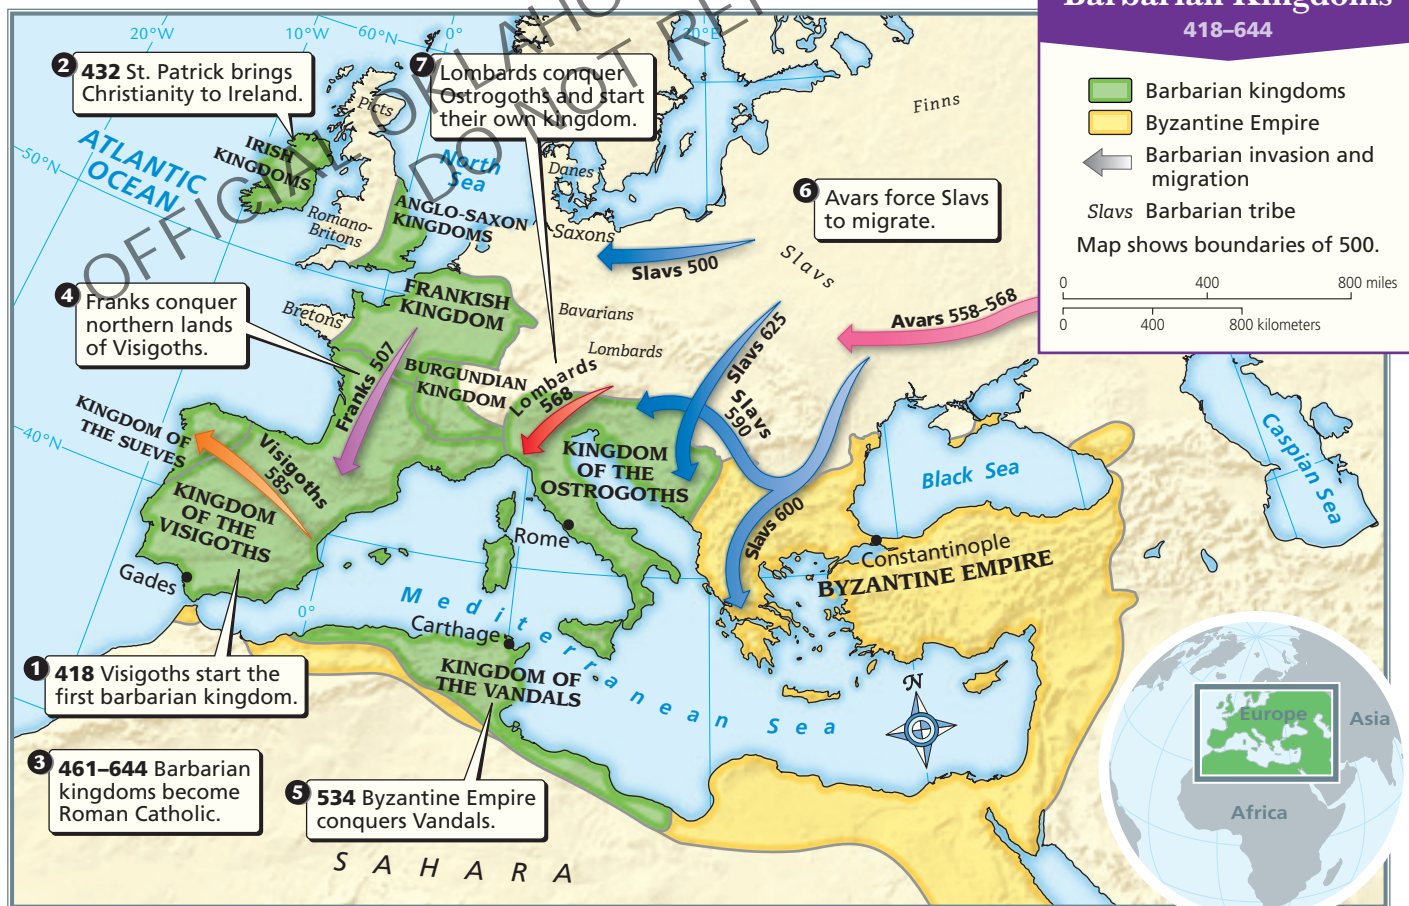 Barbarian Kingdoms
418–644
Barbarian kingdoms
Byzantine Empire
Barbarian invasion and
migration
Slavs Barbarian tribe
Map shows boundaries of 500.
0 400 800 miles
0 400 800 kilometers
OFFICIAL OKLAHO
DO NOT RE
20°W
10°W
60°N
0°
20°E
50°N
40°N
0°
2 432 St. Patrick brings
Christianity to Ireland.
7 Lombards conquer
Ostrogoths and start
their own kingdom.
6 Avars force Slavs
to migrate.
4 Franks conquer
northern lands
of Visigoths.
1 418 Visigoths start the
first barbarian kingdom.
3 461–644 Barbarian
kingdoms become
Roman Catholic.
5 534 Byzantine Empire
conquers Vandals.
ATLANTIC
OCEAN
IRISH
KINGDOMS
Picts
North
Sea
Danes
Finns
Romano-
Britons
ANGLO-SAXON
KINGDOMS
Saxons
Slavs 500
Slavs
Avars 558–568
FRANKISH
KINGDOM
Bretons
Bavarians
Lombards
Slavs 625
Franks 507
BURGUNDIAN
KINGDOM
Lombards
568
Slavs
590
KINGDOM OF
THE SUEVES
Visigoths
585
KINGDOM
OF THE
OSTROGOTHS
KINGDOM
OF THE
VISIGOTHS
Slavs 600
Black Sea
Caspian
Sea
Rome
Constantinople
BYZANTINE EMPIRE
Gades
Carthage
Mediterranean Sea
KINGDOM OF
THE VANDALS
N
SAHARA
Europe
Asia
Africa